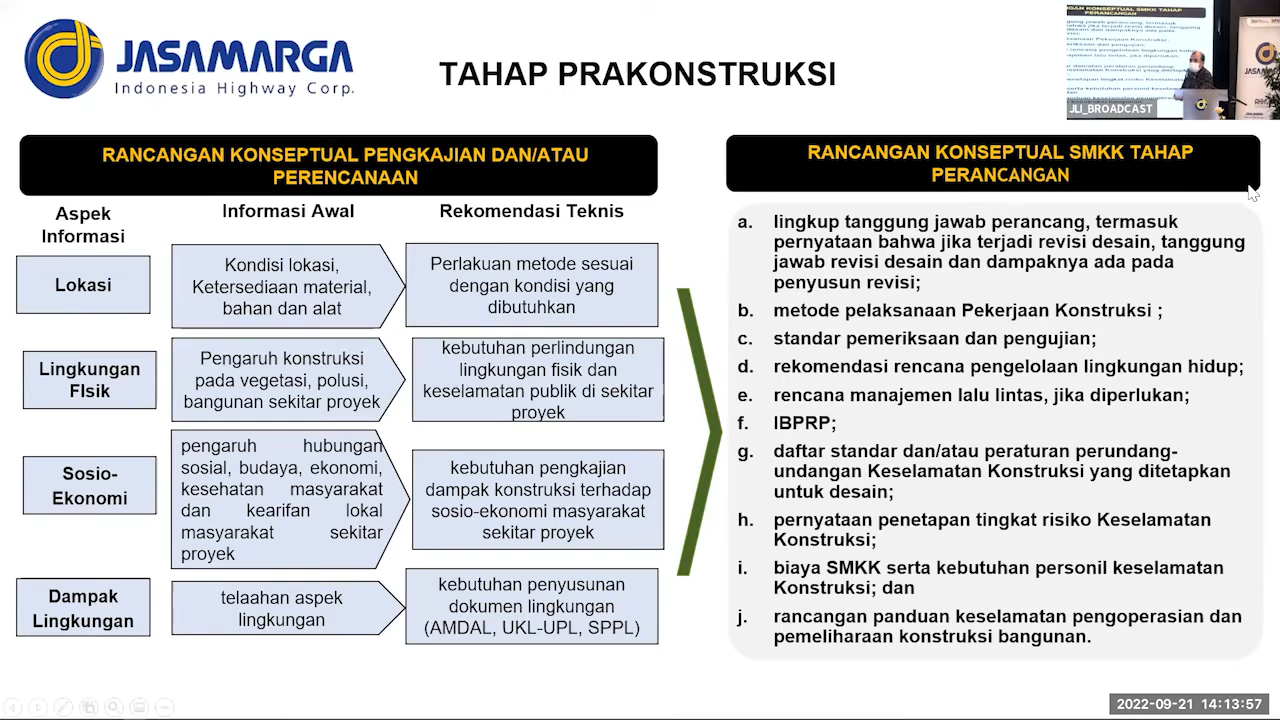 JASA MARGA
Indonesia Highway Corp.
PRA KONSTRUKSI
JLI_BROADCAST
RANCANGAN KONSEPTUAL PENGKAJIAN DAN/ATAU
PERENCANAAN
Aspek
Informasi
Informasi Awal
Rekomendasi Teknis
Lokasi
Kondisi lokasi,
Ketersediaan material,
bahan dan alat
Perlakuan metode sesuai
dengan kondisi yang
dibutuhkan
Lingkungan
FIsik
Pengaruh konstruksi
pada vegetasi, polusi,
bangunan sekitar proyek
kebutuhan perlindungan
lingkungan fisik dan
keselamatan publik di sekitar
proyek
Sosio-
Ekonomi
pengaruh hubungan
sosial, budaya, ekonomi,
kesehatan masyarakat
dan kearifan lokal
masyarakat sekitar
proyek
kebutuhan pengkajian
dampak konstruksi terhadap
sosio-ekonomi masyarakat
sekitar proyek
Dampak
Lingkungan
telaahan aspek
lingkungan
kebutuhan penyusunan
dokumen lingkungan
(AMDAL, UKL-UPL, SPPL)
RANCANGAN KONSEPTUAL SMKK TAHAP
PERANCANGAN
a. lingkup tanggung jawab perancang, termasuk
pernyataan bahwa jika terjadi revisi desain, tanggung
jawab revisi desain dan dampaknya ada pada
penyusun revisi;
b. metode pelaksanaan Pekerjaan Konstruksi ;
c. standar pemeriksaan dan pengujian;
d. rekomendasi rencana pengelolaan lingkungan hidup;
e. rencana manajemen lalu lintas, jika diperlukan;
f. IBPRP;
g. daftar standar dan/atau peraturan perundang-
undangan Keselamatan Konstruksi yang ditetapkan
untuk desain;
h. pernyataan penetapan tingkat risiko Keselamatan
Konstruksi;
i. biaya SMKK serta kebutuhan personil keselamatan
Konstruksi; dan
j. rancangan panduan keselamatan pengoperasian dan
pemeliharaan konstruksi bangunan.
2022-09-21 14:13:57